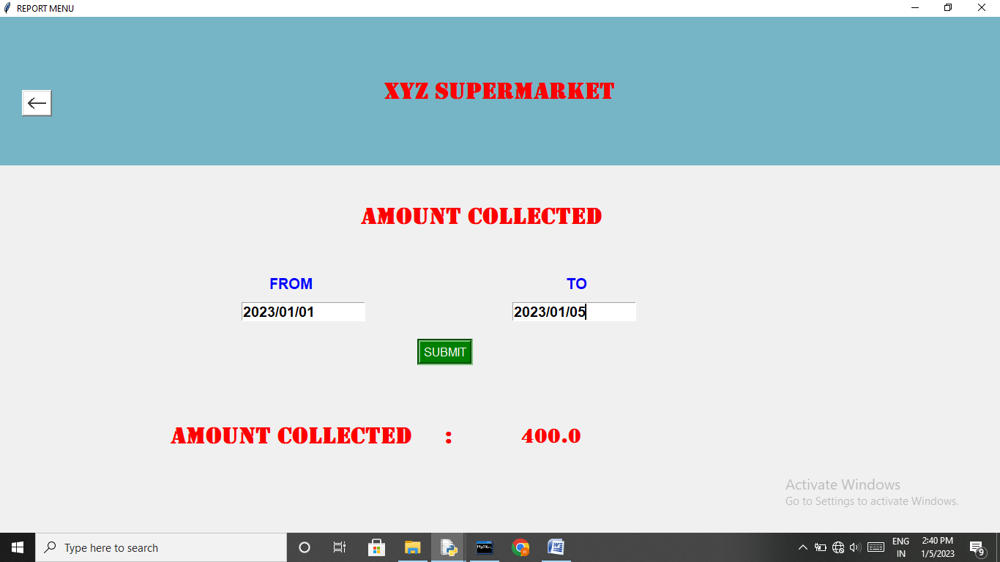 REPORT MENU
XYZ SUPERMARKET
AMOUNT COLLECTED
FROM TO
2023/01/01 2023/01/05
SUBMIT
AMOUNT COLLECTED : 400.0
Activate Windows
Go to Settings to activate Windows.
Type here to search
MySQL
ENG 2:40 PM
IN 1/5/2023 9